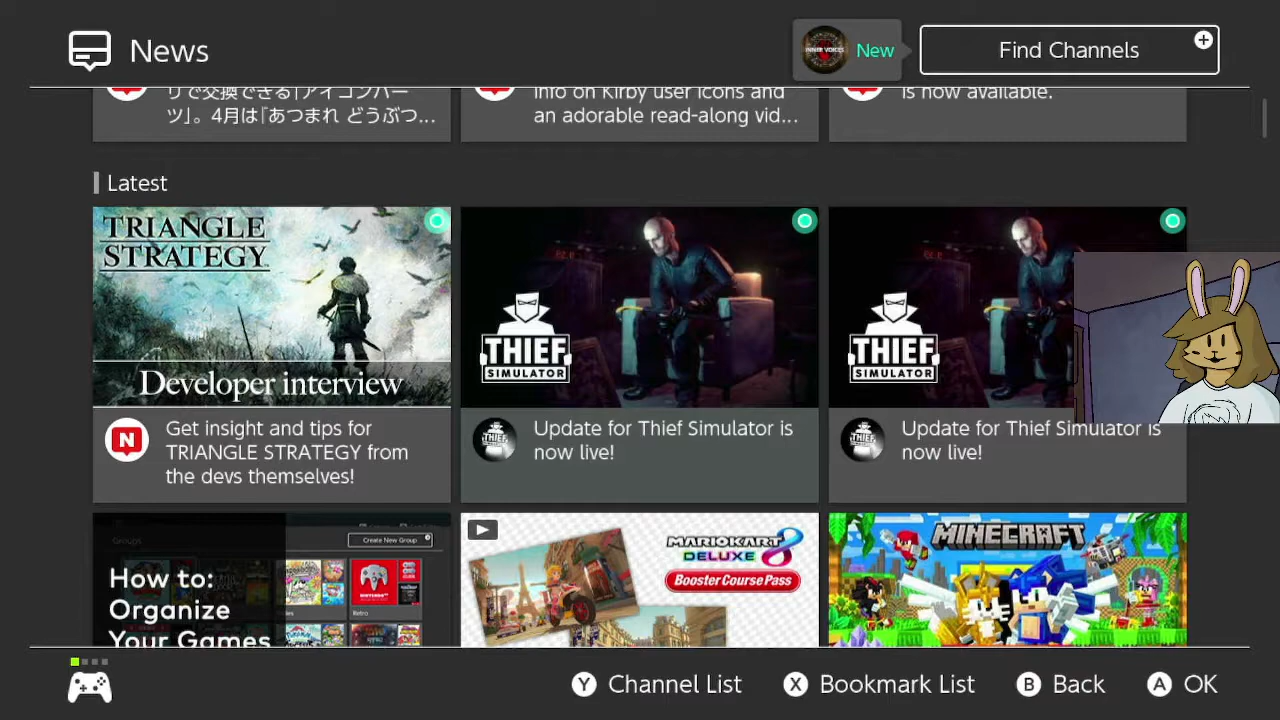 News
INNER VOICES
New
Find Channels
リで交換できる「アイコンパー
ツ」。4月は『あつまれ どうぶつ...
Info on Kirby user icons and
an adorable read-along vid...
is now available.
Latest
TRIANGLE
STRATEGY
Developer interview
Get insight and tips for
TRIANGLE STRATEGY from
the devs themselves!
THIEF
SIMULATOR
Update for Thief Simulator is
now live!
THIEF
SIMULATOR
Update for Thief Simulator is
now live!
Groups
Create New Group
Retro
How to:
Organize
Your Games
MARIOKART 8
DELUXE
Booster Course Pass
MINECRAFT
Y Channel List
X Bookmark List
B Back
A OK